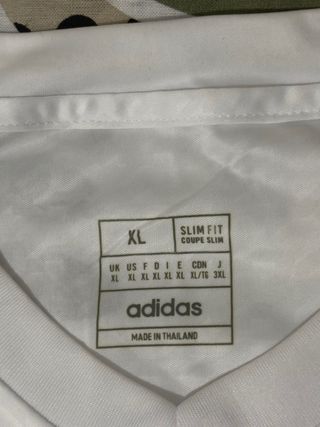 XL
SLIM FIT
COUPE SLIM
UK US F D I E CDN J
XL XL XL XL XL XL XL/TG 3XL
adidas
MADE IN THAILAND